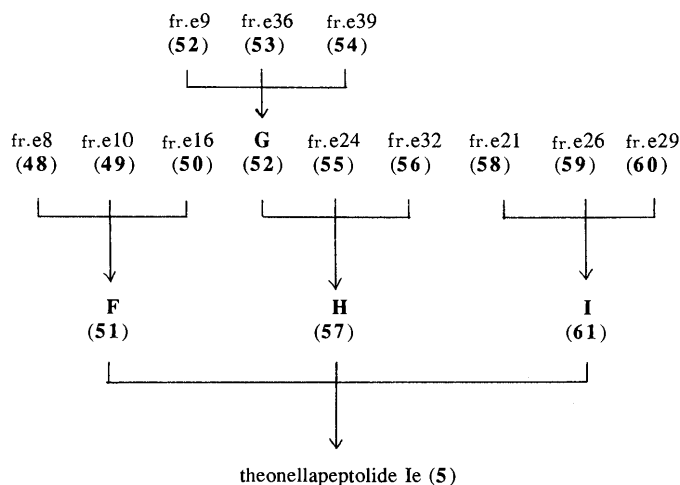 fr.e9 fr.e36 fr.e39
(52) (53) (54)
fr.e8 fr.e10 fr.e16 G fr.e24 fr.e32 fr.e21 fr.e26 fr.e29
(48) (49) (50) (52) (55) (56) (58) (59) (60)
F H I
(51) (57) (61)
theonellapeptolide Ie (5)